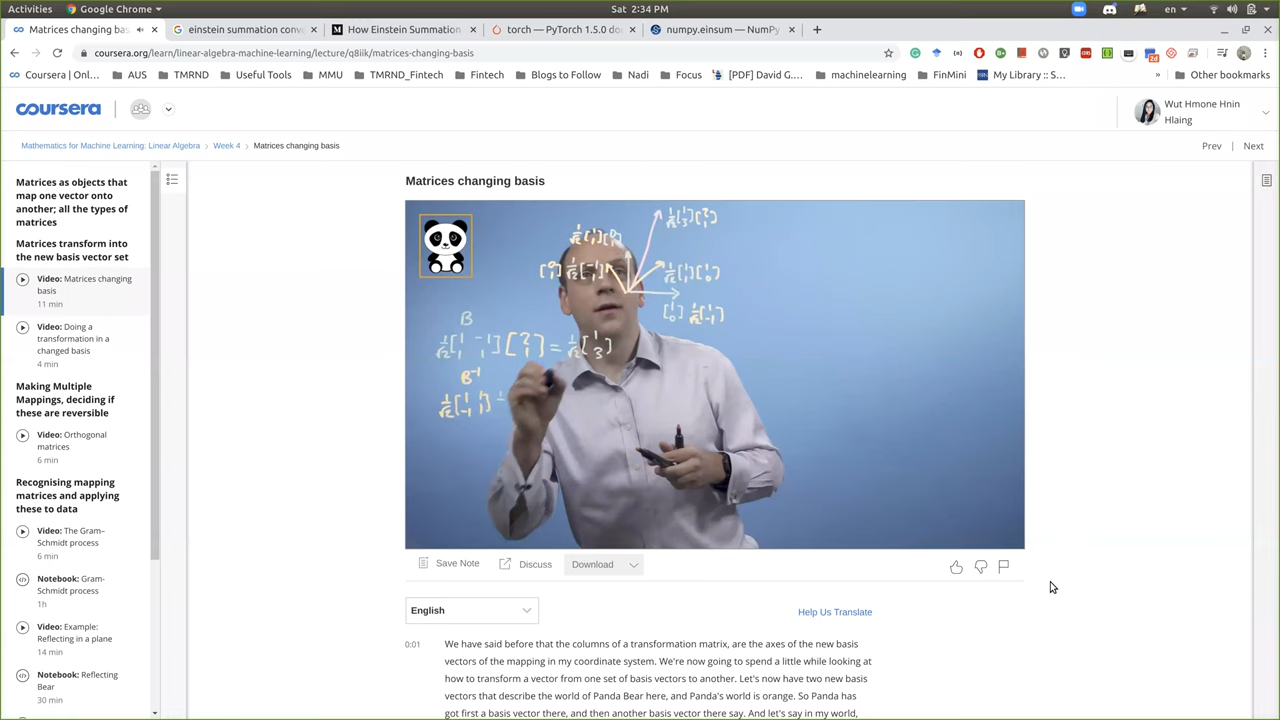 Activities
Google Chrome
Sat 2:34 PM
en
Matrices changing bas
einstein summation conve
How Einstein Summation
torch — PyTorch 1.5.0 do
numpy.einsum — NumPy
coursera.org/learn/linear-algebra-machine-learning/lecture/q8iik/matrices-changing-basis
Coursera | Onl…
AUS
TMRND
Useful Tools
MMU
TMRND_Fintech
Fintech
Blogs to Follow
Nadi
Focus
[PDF] David G.…
machinelearning
FinMini
My Library :: S…
»
Other bookmarks
coursera
Wut Hmone Hnin
Hlaing
Mathematics for Machine Learning: Linear Algebra > Week 4 > Matrices changing basis
Prev | Next
Matrices as objects that
map one vector onto
another; all the types of
matrices
Matrices transform into
the new basis vector set
Video: Matrices changing
basis
11 min
Video: Doing a
transformation in a
changed basis
4 min
Making Multiple
Mappings, deciding if
these are reversible
Video: Orthogonal
matrices
6 min
Recognising mapping
matrices and applying
these to data
Video: The Gram–
Schmidt process
6 min
Notebook: Gram-
Schmidt process
1h
Video: Example:
Reflecting in a plane
14 min
Notebook: Reflecting
Bear
30 min
Matrices changing basis
B
B⁻¹
Save Note
Discuss
Download
English
Help Us Translate
0:01
We have said before that the columns of a transformation matrix, are the axes of the new basis
vectors of the mapping in my coordinate system. We're now going to spend a little while looking at
how to transform a vector from one set of basis vectors to another. Let's now have two new basis
vectors that describe the world of Panda Bear here, and Panda's world is orange. So Panda has
got first a basis vector there, and then another basis vector there say. And let's say in my world,